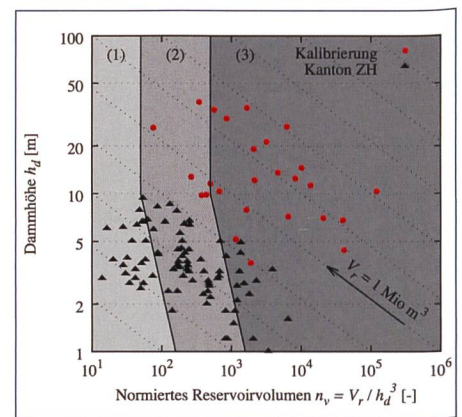 100
(1) (2) (3)
Kalibrierung
Kanton ZH
50
20
10
5
2
1
Dammhöhe h_d [m]
V_r = 1 Mio m³
10¹ 10² 10³ 10⁴ 10⁵ 10⁶
Normiertes Reservoirvolumen n_v = V_r / h_d³ [-]